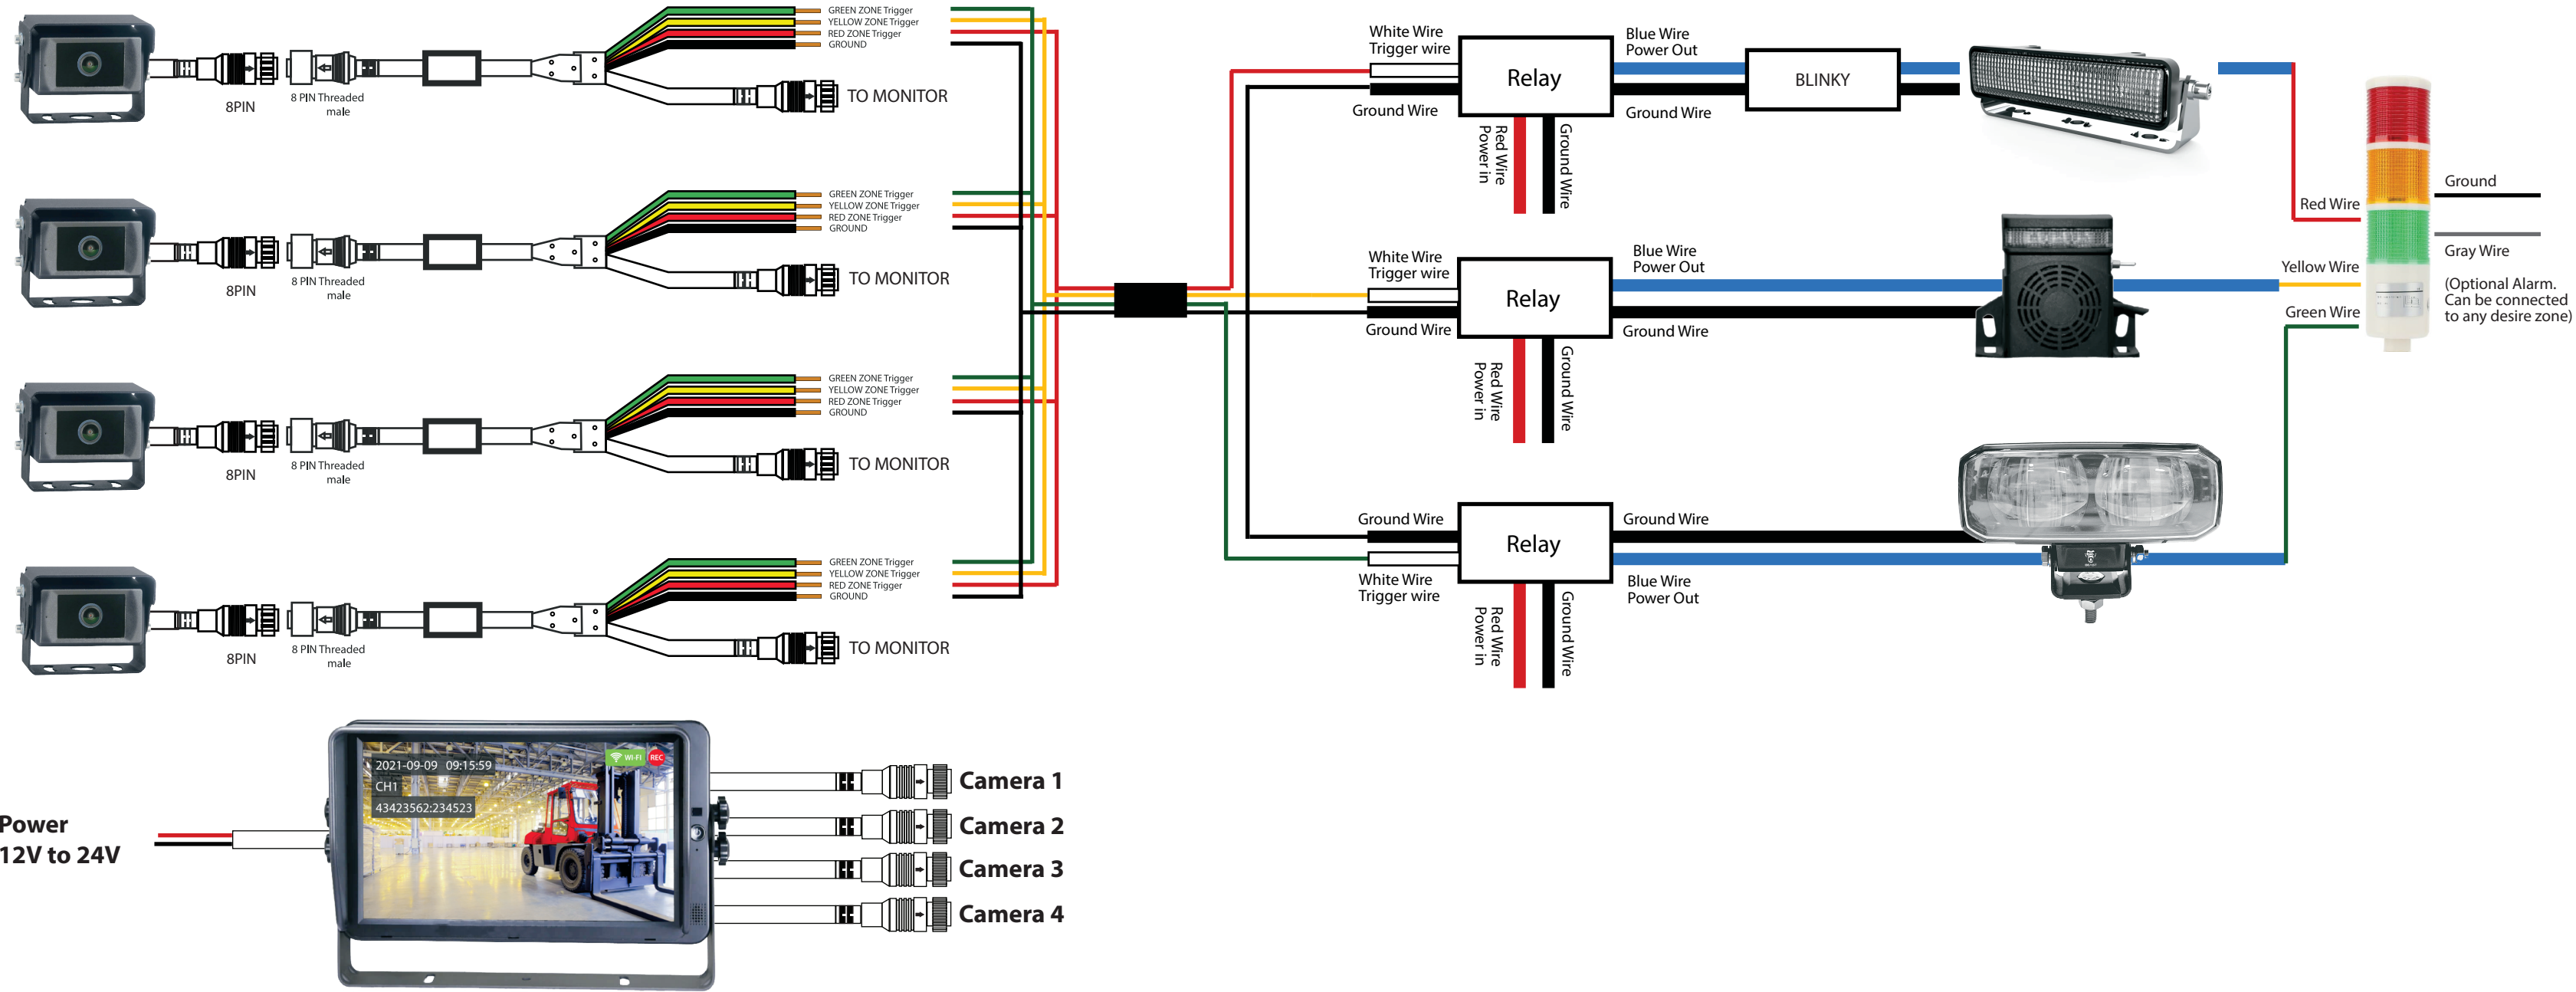 GREEN ZONE Trigger
YELLOW ZONE Trigger
RED ZONE Trigger
GROUND
8PIN
8 PIN Threaded
male
TO MONITOR
GREEN ZONE Trigger
YELLOW ZONE Trigger
RED ZONE Trigger
GROUND
8PIN
8 PIN Threaded
male
TO MONITOR
GREEN ZONE Trigger
YELLOW ZONE Trigger
RED ZONE Trigger
GROUND
8PIN
8 PIN Threaded
male
TO MONITOR
GREEN ZONE Trigger
YELLOW ZONE Trigger
RED ZONE Trigger
GROUND
8PIN
8 PIN Threaded
male
TO MONITOR
White Wire
Trigger wire
Ground Wire
Relay
Red Wire
Power in
Ground Wire
Blue Wire
Power Out
Ground Wire
BLINKY
White Wire
Trigger wire
Ground Wire
Relay
Red Wire
Power in
Ground Wire
Blue Wire
Power Out
Ground Wire
Ground Wire
White Wire
Trigger wire
Relay
Red Wire
Power in
Ground Wire
Ground Wire
Blue Wire
Power Out
Red Wire
Yellow Wire
Green Wire
Ground
Gray Wire
(Optional Alarm.
Can be connected
to any desire zone)
Power
12V to 24V
2021-09-09 09:15:59
CH1
43423562:234523
WI-FI
REC
Camera 1
Camera 2
Camera 3
Camera 4